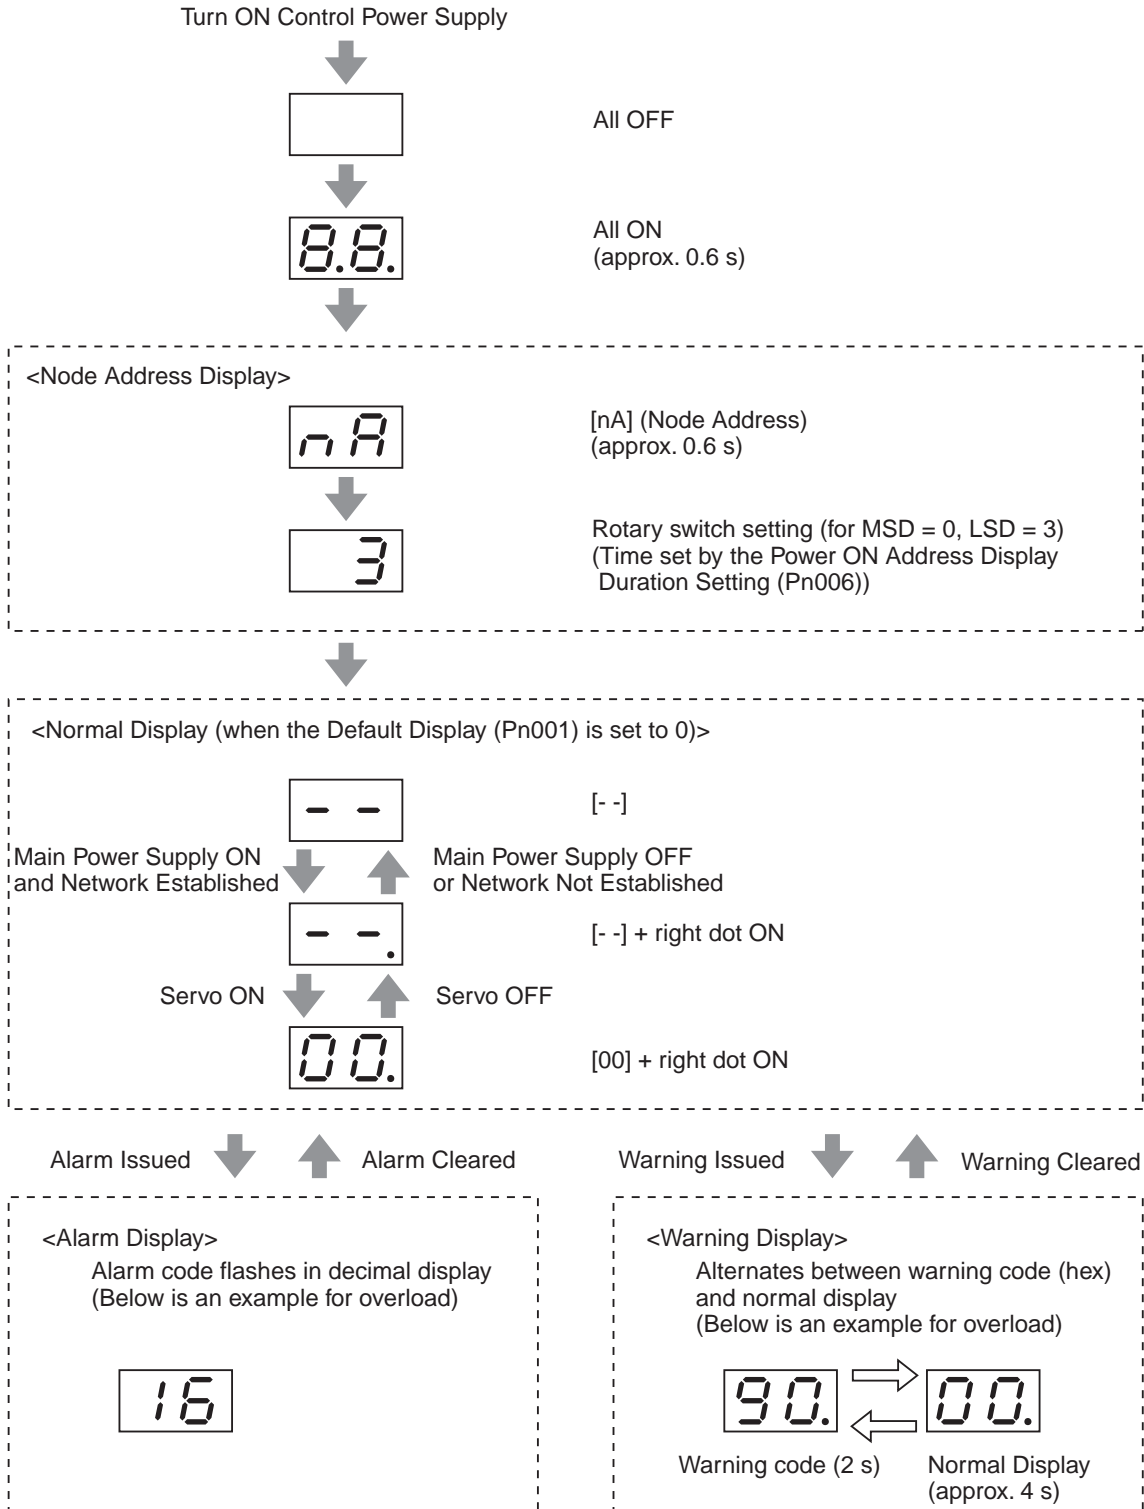 Turn ON Control Power Supply
All OFF
8.8.
All ON
(approx. 0.6 s)
<Node Address Display>
nA
[nA] (Node Address)
(approx. 0.6 s)
3
Rotary switch setting (for MSD = 0, LSD = 3)
(Time set by the Power ON Address Display
Duration Setting (Pn006))
<Normal Display (when the Default Display (Pn001) is set to 0)>
- -
[- -]
Main Power Supply ON
and Network Established
Main Power Supply OFF
or Network Not Established
- -.
[- -] + right dot ON
Servo ON
Servo OFF
00.
[00] + right dot ON
Alarm Issued
Alarm Cleared
Warning Issued
Warning Cleared
<Alarm Display>
Alarm code flashes in decimal display
(Below is an example for overload)
16
<Warning Display>
Alternates between warning code (hex)
and normal display
(Below is an example for overload)
90.
00.
Warning code (2 s)
Normal Display
(approx. 4 s)